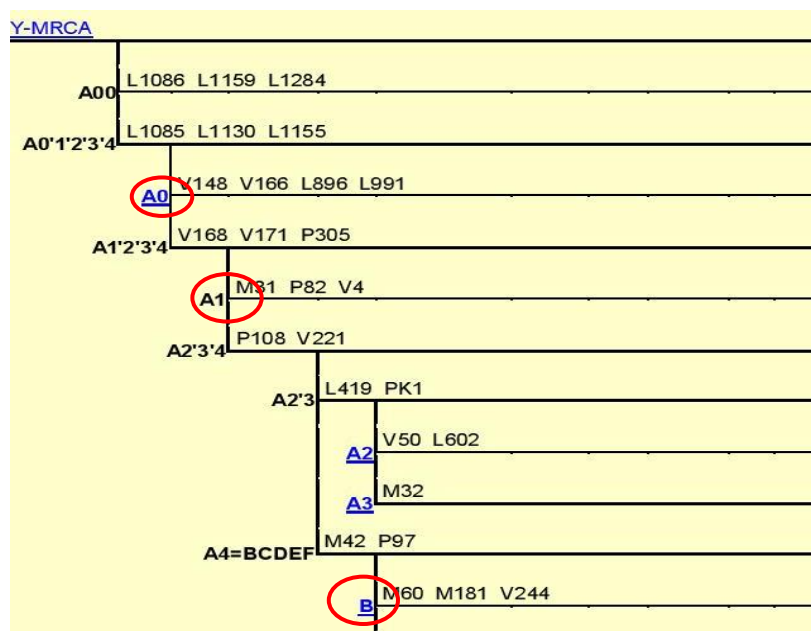 Y-MRCA
L1086 L1159 L1284
A00
L1085 L1130 L1155
A0'1'2'3'4
V148 V166 L896 L991
A0
V168 V171 P305
A1'2'3'4
M31 P82 V4
A1
P108 V221
A2'3'4
L419 PK1
A2'3
V50 L602
A2
M32
A3
M42 P97
A4=BCDEF
M60 M181 V244
B